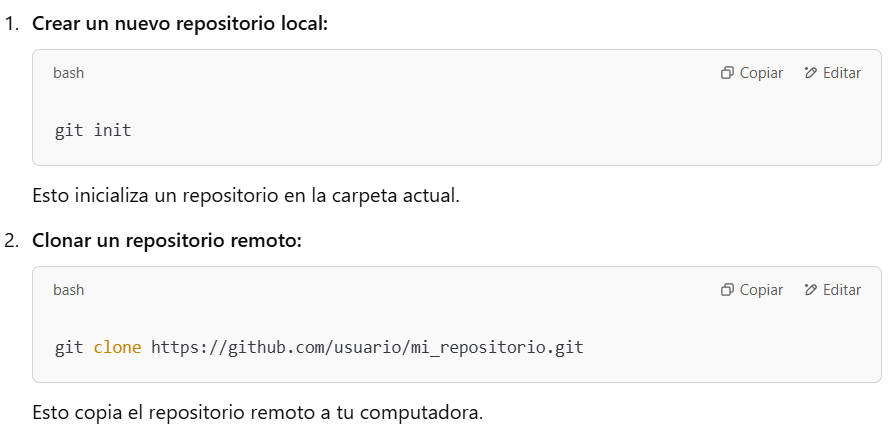 1. Crear un nuevo repositorio local:
bash Copiar Editar
git init
Esto inicializa un repositorio en la carpeta actual.
2. Clonar un repositorio remoto:
bash Copiar Editar
git clone https://github.com/usuario/mi_repositorio.git
Esto copia el repositorio remoto a tu computadora.